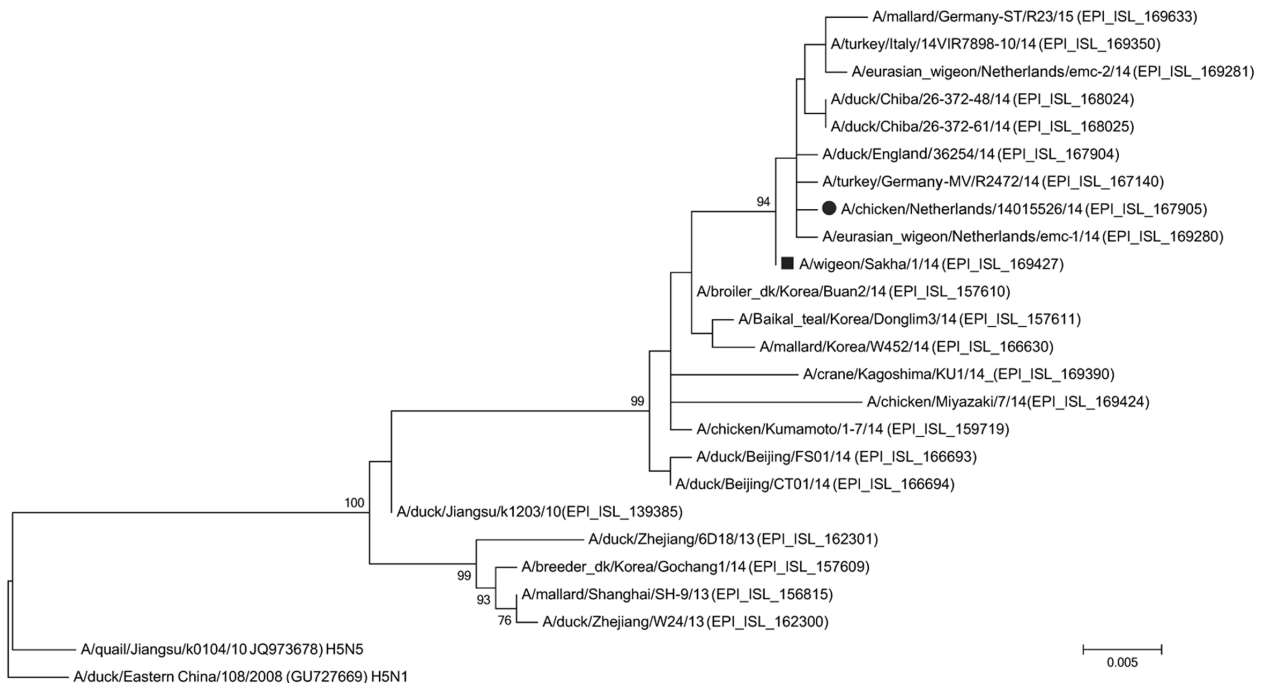 A/mallard/Germany-ST/R23/15 (EPI_ISL_169633)
A/turkey/Italy/14VIR7898-10/14 (EPI_ISL_169350)
A/eurasian_wigeon/Netherlands/emc-2/14 (EPI_ISL_169281)
A/duck/Chiba/26-372-48/14 (EPI_ISL_168024)
A/duck/Chiba/26-372-61/14 (EPI_ISL_168025)
A/duck/England/36254/14 (EPI_ISL_167904)
A/turkey/Germany-MV/R2472/14 (EPI_ISL_167140)
94
A/chicken/Netherlands/14015526/14 (EPI_ISL_167905)
A/eurasian_wigeon/Netherlands/emc-1/14 (EPI_ISL_169280)
A/wigeon/Sakha/1/14 (EPI_ISL_169427)
A/broiler_dk/Korea/Buan2/14 (EPI_ISL_157610)
A/Baikal_teal/Korea/Donglim3/14 (EPI_ISL_157611)
A/mallard/Korea/W452/14 (EPI_ISL_166630)
A/crane/Kagoshima/KU1/14_(EPI_ISL_169390)
99
A/chicken/Miyazaki/7/14(EPI_ISL_169424)
A/chicken/Kumamoto/1-7/14 (EPI_ISL_159719)
A/duck/Beijing/FS01/14 (EPI_ISL_166693)
A/duck/Beijing/CT01/14 (EPI_ISL_166694)
100
A/duck/Jiangsu/k1203/10(EPI_ISL_139385)
A/duck/Zhejiang/6D18/13 (EPI_ISL_162301)
99
A/breeder_dk/Korea/Gochang1/14 (EPI_ISL_157609)
93
A/mallard/Shanghai/SH-9/13 (EPI_ISL_156815)
76
A/duck/Zhejiang/W24/13 (EPI_ISL_162300)
A/quail/Jiangsu/k0104/10 JQ973678) H5N5
0.005
A/duck/Eastern China/108/2008 (GU727669) H5N1